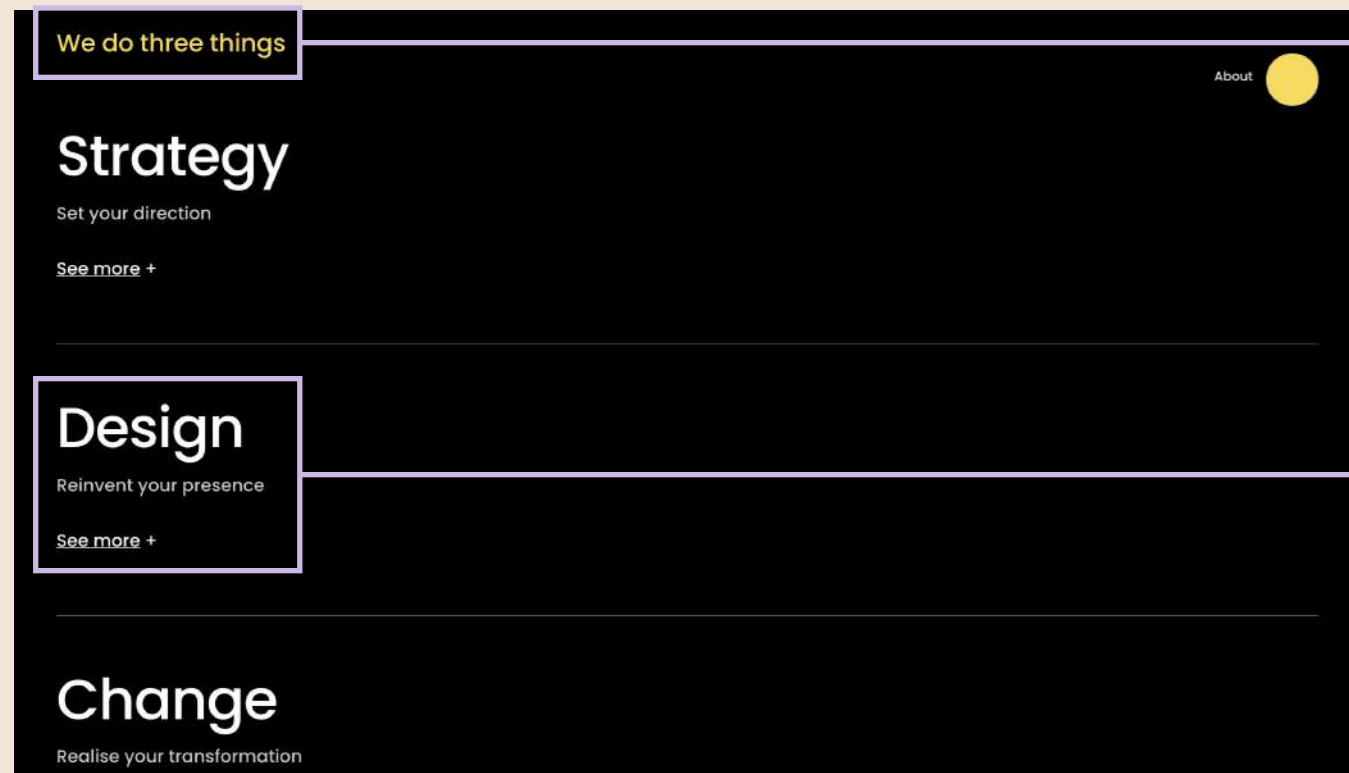 We do three things
About
Strategy
Set your direction
See more +
Design
Reinvent your presence
See more +
Change
Realise your transformation